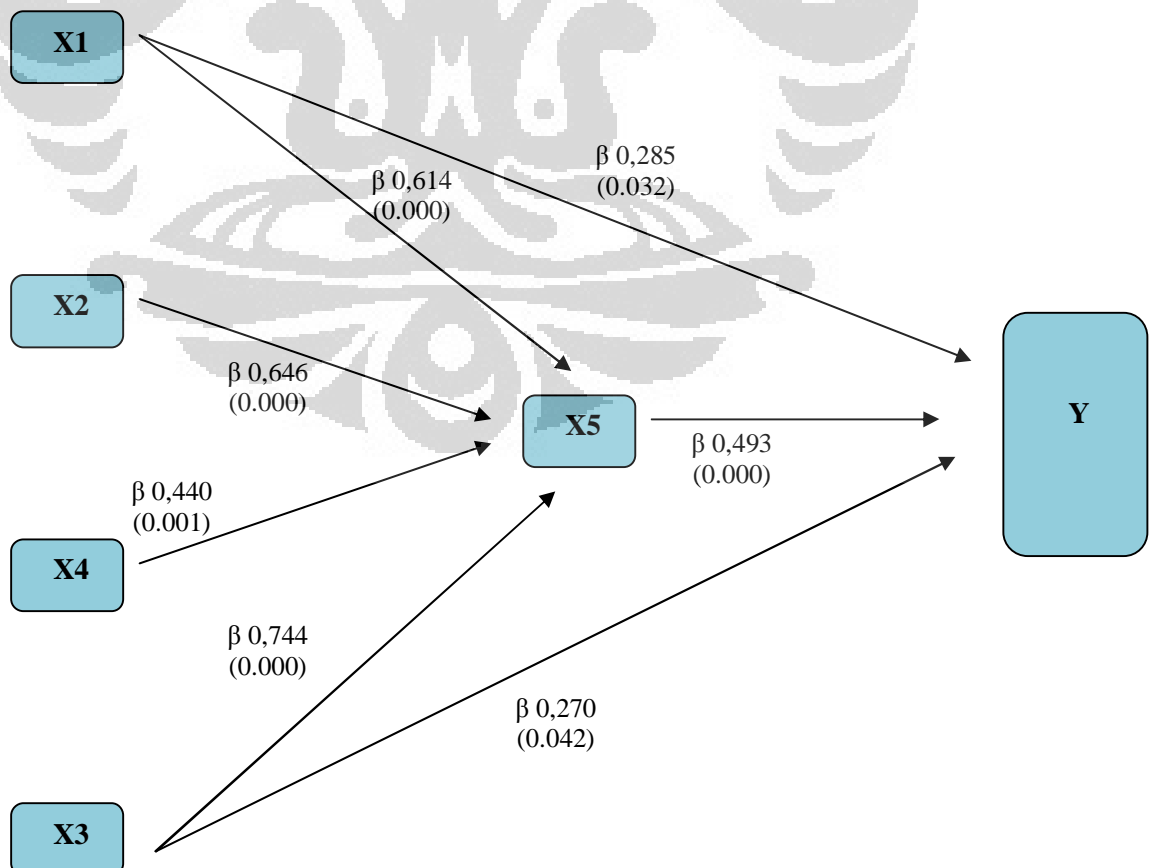 X1
β 0,285
(0.032)
β 0,614
(0.000)
X2
β 0,646
(0.000)
X5
Y
β 0,493
(0.000)
β 0,440
(0.001)
X4
β 0,744
(0.000)
β 0,270
(0.042)
X3